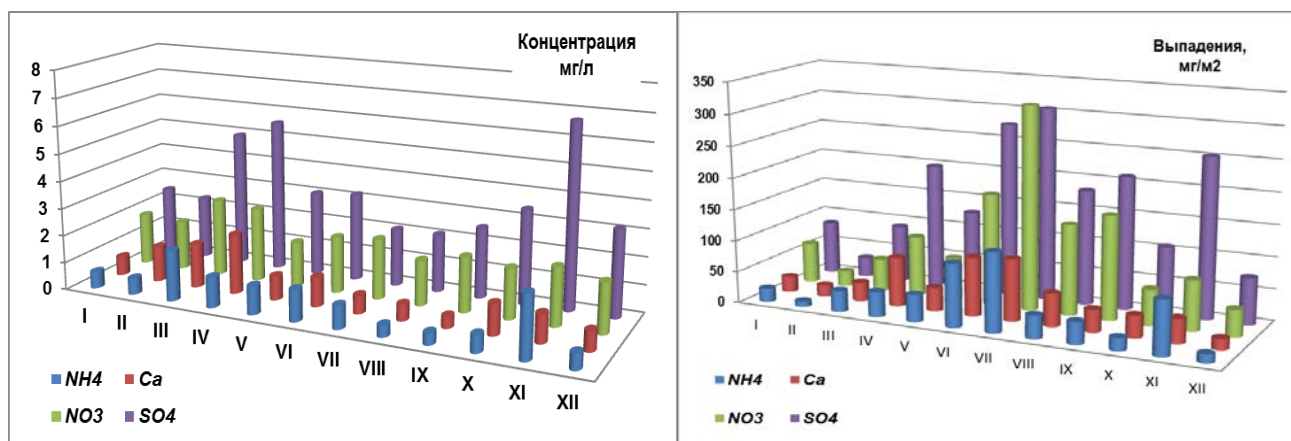 Концентрация
мг/л
8
7
6
5
4
3
2
1
0
I
II
III
IV
V
VI
VII
VIII
IX
X
XI
XII
NH4
Ca
NO3
SO4
Выпадения,
мг/м2
350
300
250
200
150
100
50
0
I
II
III
IV
V
VI
VII
VIII
IX
X
XI
XII
NH4
Ca
NO3
SO4